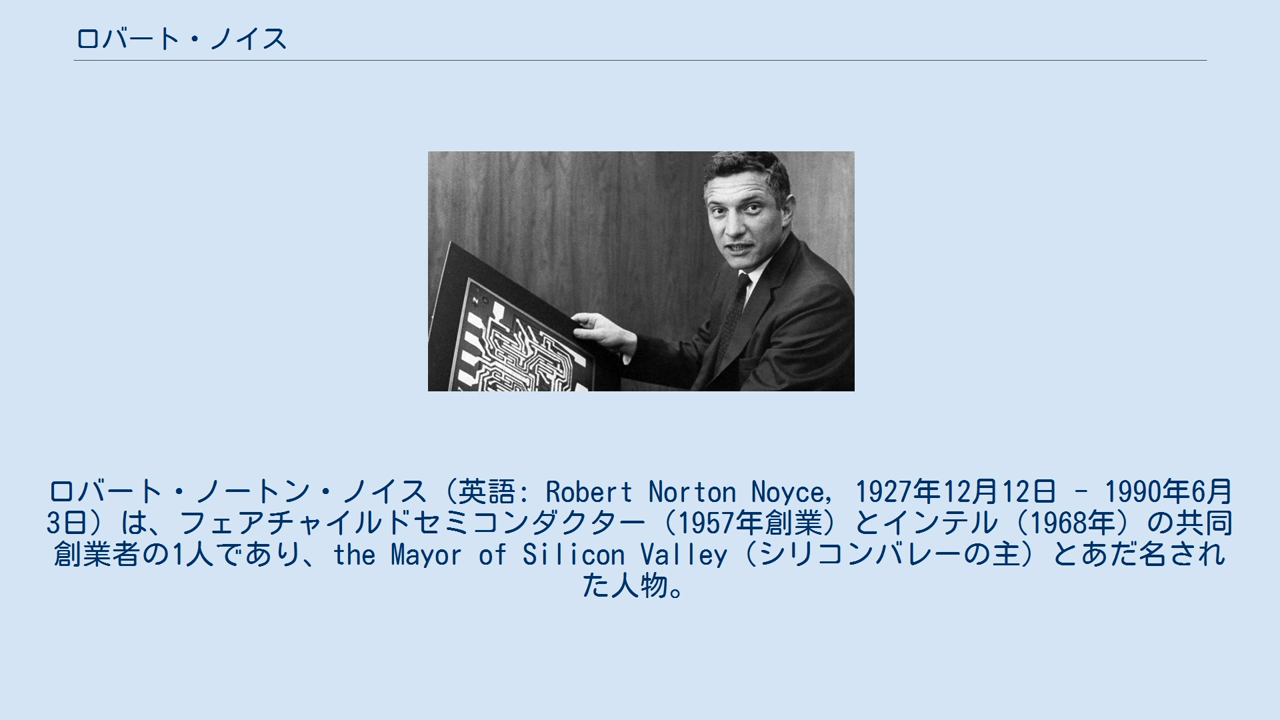 ロバート・ノイス
ロバート・ノートン・ノイス（英語: Robert Norton Noyce, 1927年12月12日 - 1990年6月
3日）は、フェアチャイルドセミコンダクター（1957年創業）とインテル（1968年）の共同
創業者の1人であり、the Mayor of Silicon Valley（シリコンバレーの主）とあだ名され
た人物。